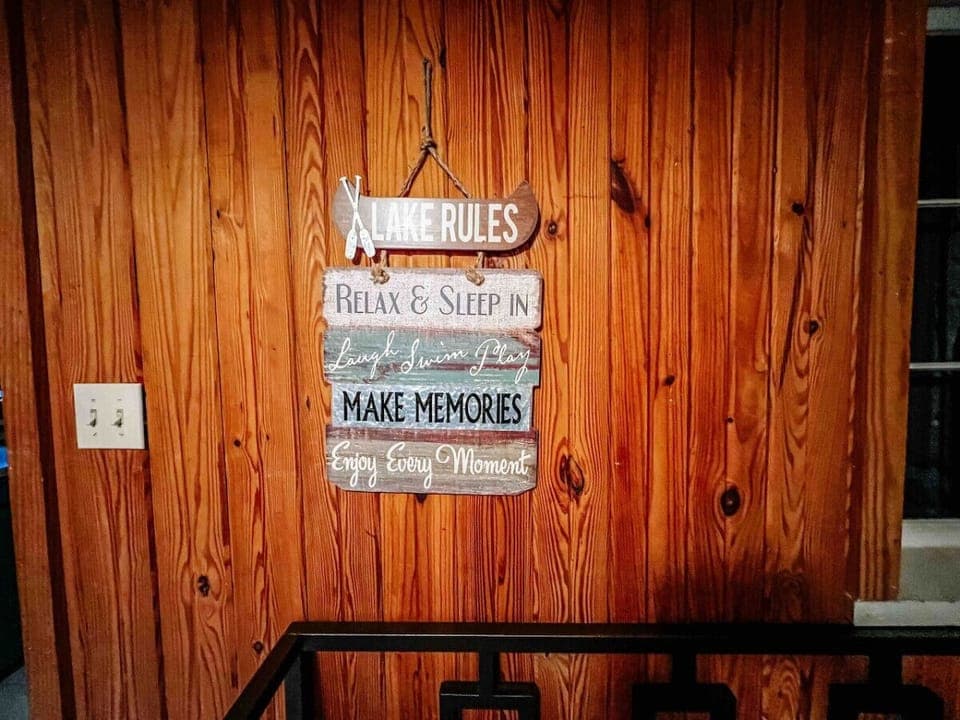 LAKE RULES
RELAX & SLEEP IN
Laugh Swim Play
MAKE MEMORIES
Enjoy Every Moment